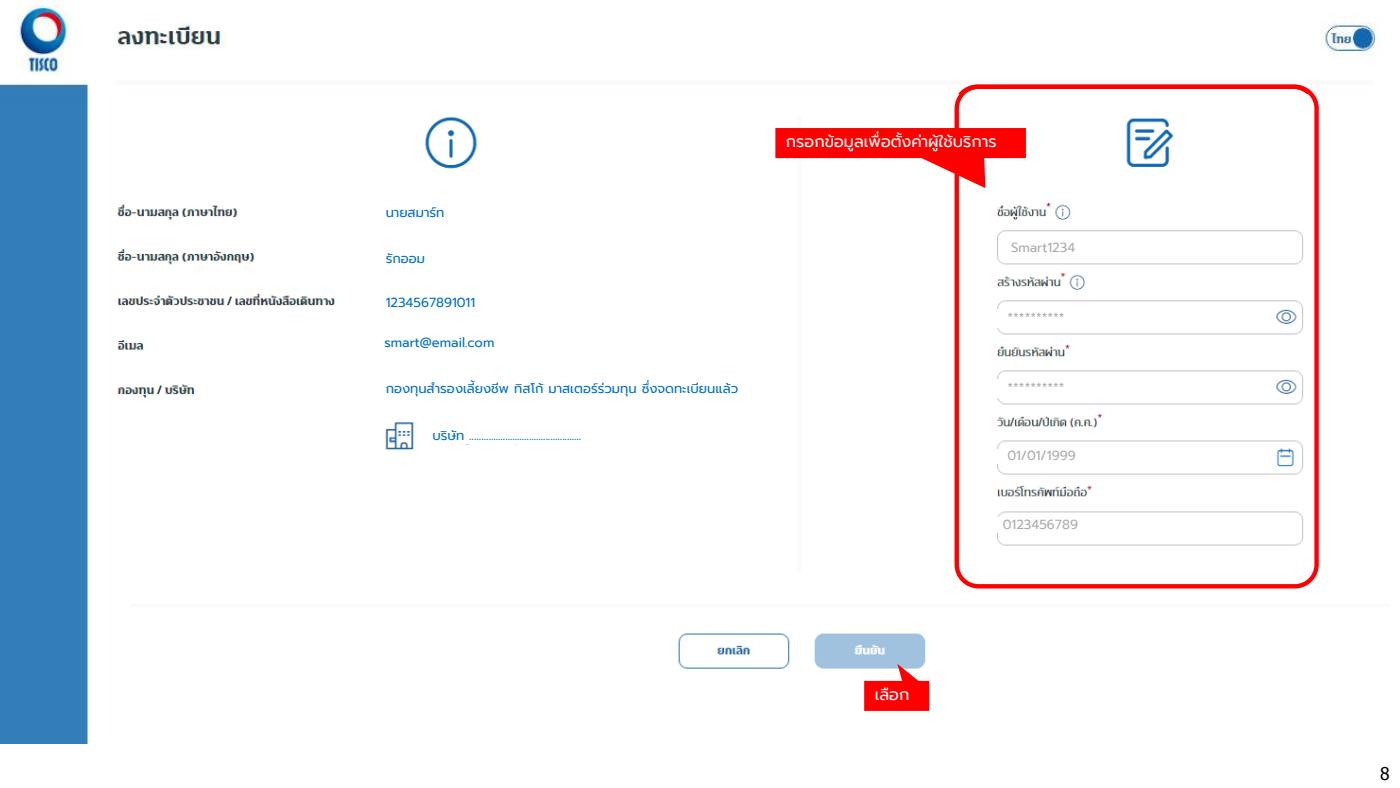 TISCO
ลงทะเบียน
ไทย
กรอกข้อมูลเพื่อตั้งค่าผู้ใช้บริการ
ชื่อ-นามสกุล (ภาษาไทย) นายสมาร์ท
ชื่อ-นามสกุล (ภาษาอังกฤษ) รักออม
เลขประจำตัวประชาชน / เลขที่หนังสือเดินทาง 1234567891011
อีเมล smart@email.com
กองทุน / บริษัท กองทุนสำรองเลี้ยงชีพ ทิสโก้ มาสเตอร์ร่วมทุน ซึ่งจดทะเบียนแล้ว
บริษัท ..........................................
ชื่อผู้ใช้งาน*
Smart1234
สร้างรหัสผ่าน*
**********
ยืนยันรหัสผ่าน*
**********
วัน/เดือน/ปีเกิด (ค.ศ.)*
01/01/1999
เบอร์โทรศัพท์มือถือ*
0123456789
ยกเลิก ยืนยัน
เลือก
8